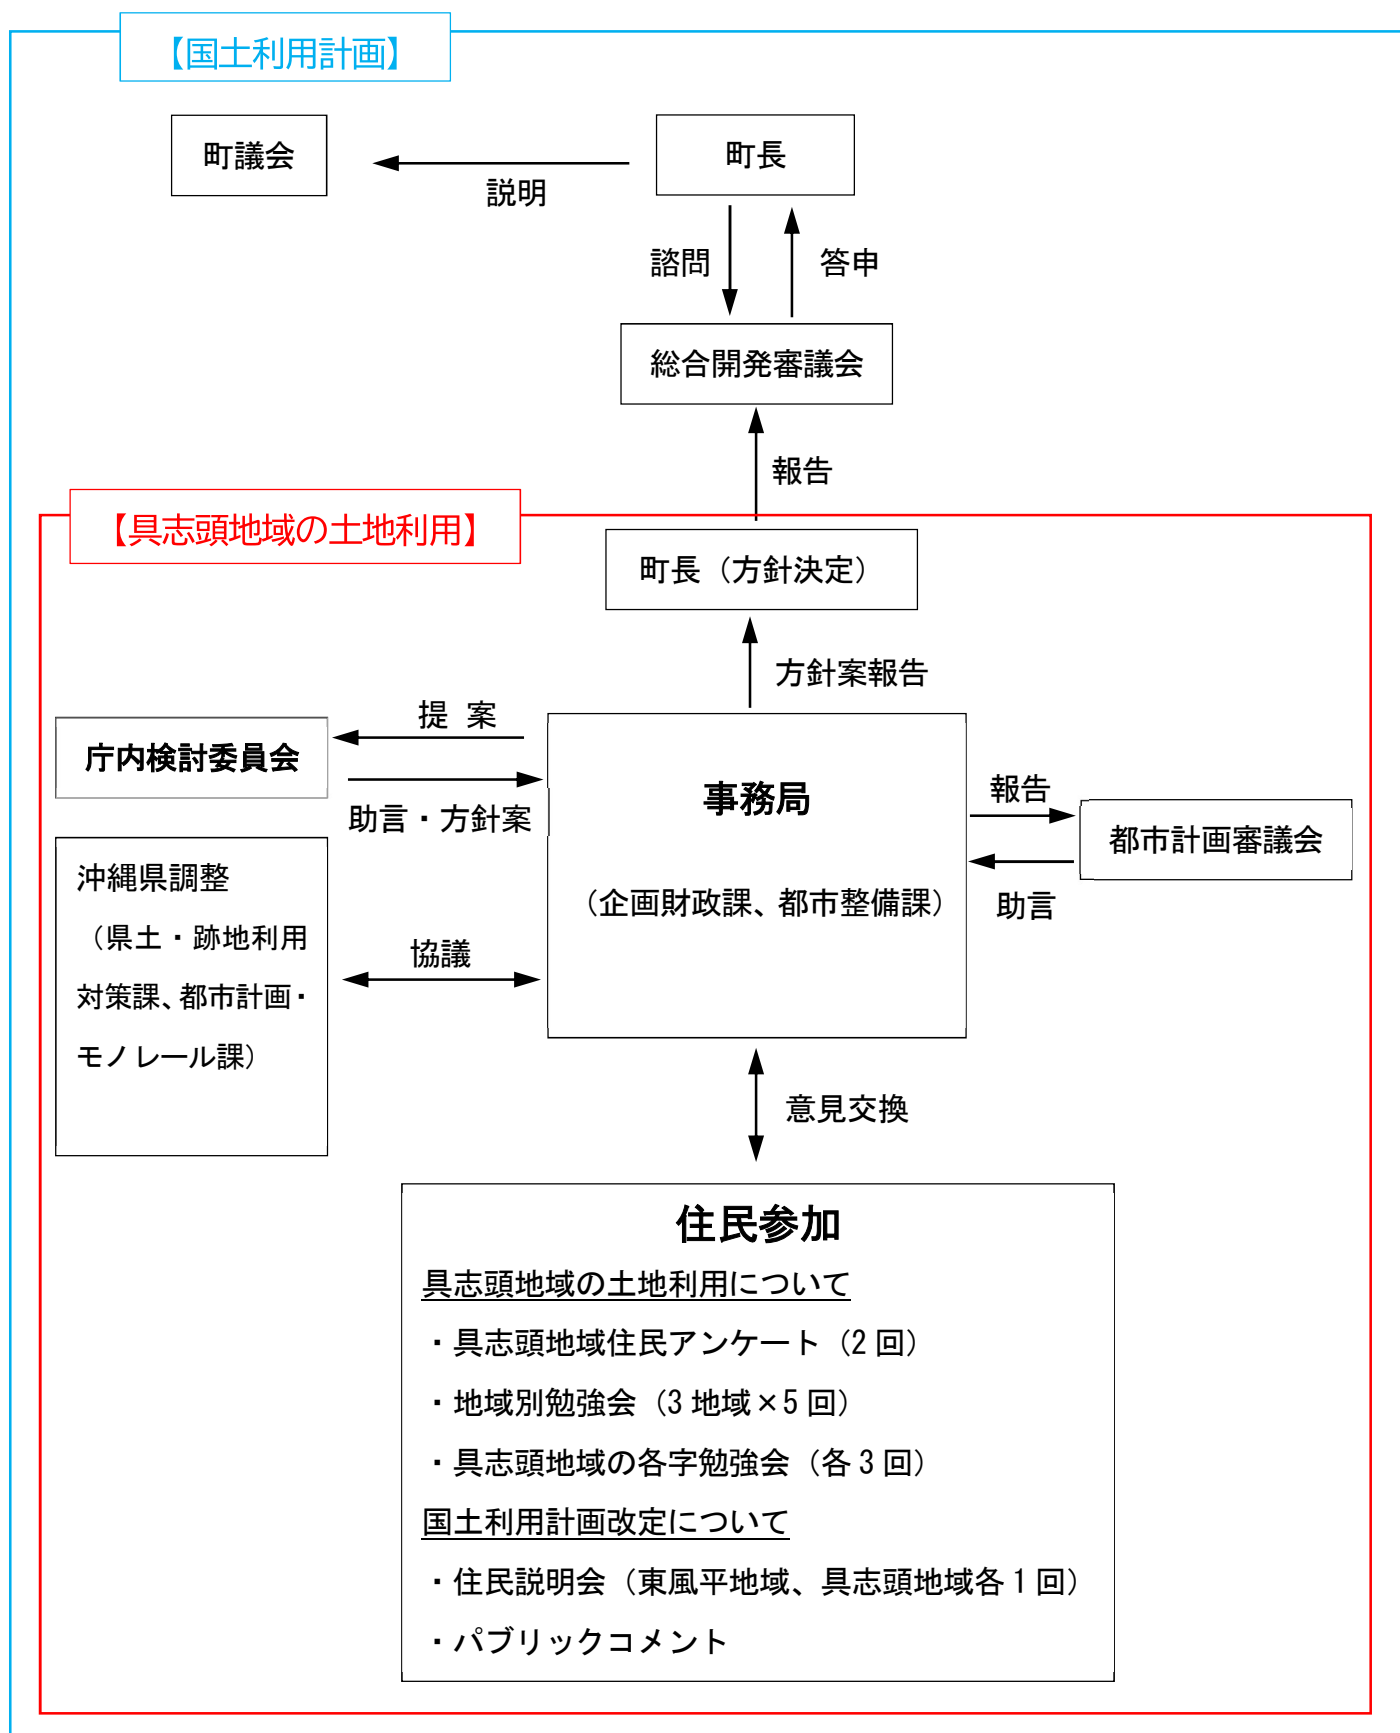 【国土利用計画】
町議会
町長
説明
諮問
答申
総合開発審議会
報告
【具志頭地域の土地利用】
町長（方針決定）
方針案報告
提 案
庁内検討委員会
助言・方針案
事務局
（企画財政課、都市整備課）
報告
都市計画審議会
助言
沖縄県調整
（県土・跡地利用
対策課、都市計画・
モノレール課）
協議
意見交換
住民参加
具志頭地域の土地利用について
・具志頭地域住民アンケート（2 回）
・地域別勉強会（3 地域×5 回）
・具志頭地域の各字勉強会（各 3 回）
国土利用計画改定について
・住民説明会（東風平地域、具志頭地域各 1 回）
・パブリックコメント